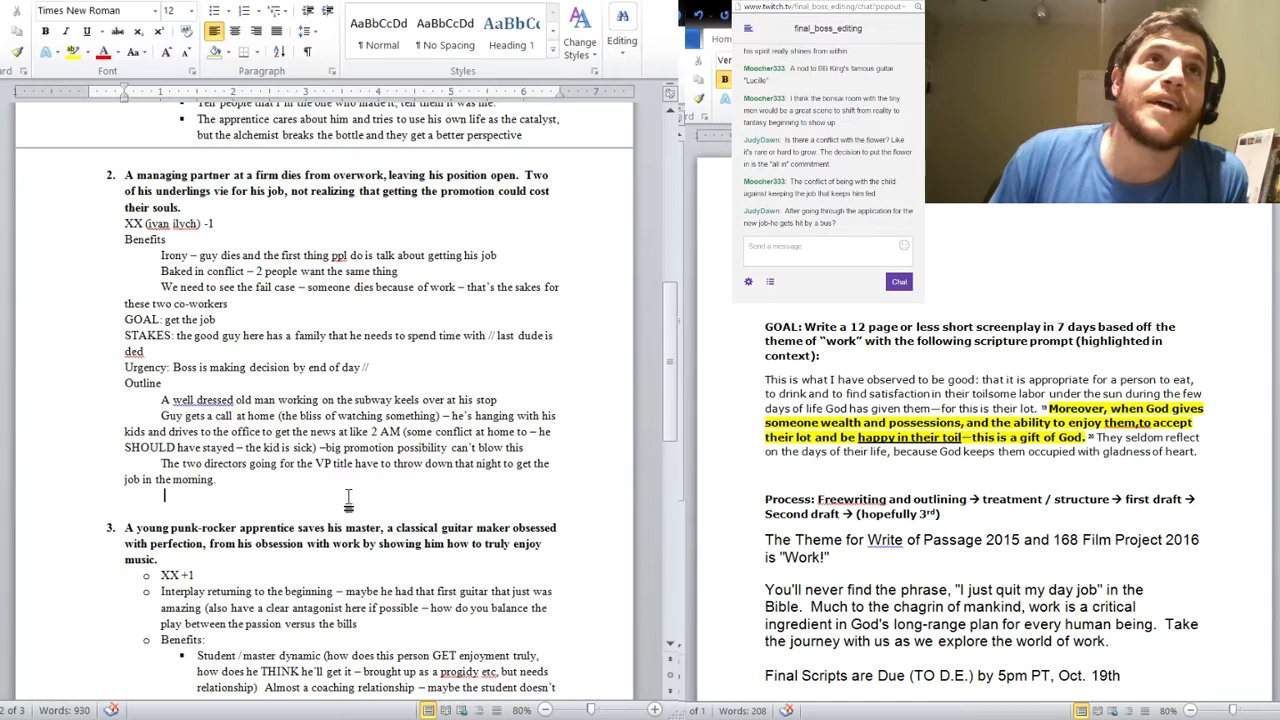 Times New Roman
12
AaBbCcDd
AaBbCcDd
AaBbC
¶ Normal
¶ No Spacing
Heading 1
Change
Styles
Editing
Font
Paragraph
Styles
1 2 3 4 5 6 7
The apprentice cares about him and tries to use his own life as the catalyst,
but the alchemist breaks the bottle and they get a better perspective
2. A managing partner at a firm dies from overwork, leaving his position open. Two
of his underlings vie for his job, not realizing that getting the promotion could cost
their souls.
XX (ivan ilych) -1
Benefits
Irony – guy dies and the first thing ppl do is talk about getting his job
Baked in conflict – 2 people want the same thing
We need to see the fail case – someone dies because of work – that's the sakes for
these two co-workers
GOAL: get the job
STAKES: the good guy here has a family that he needs to spend time with // last dude is
ded
Urgency: Boss is making decision by end of day //
Outline
A well dressed old man working on the subway keels over at his stop
Guy gets a call at home (the bliss of watching something) – he's hanging with his
kids and drives to the office to get the news at like 2 AM (some conflict at home to – he
SHOULD have stayed – the kid is sick) –big promotion possibility can't blow this
The two directors going for the VP title have to throw down that night to get the
job in the morning.
3. A young punk-rocker apprentice saves his master, a classical guitar maker obsessed
with perfection, from his obsession with work by showing him how to truly enjoy
music.
o XX +1
o Interplay returning to the beginning – maybe he had that first guitar that just was
amazing (also have a clear antagonist here if possible – how do you balance the
play between the passion versus the bills
o Benefits:
Student / master dynamic (how does this person GET enjoyment truly,
how does he THINK he'll get it – brought up as a progidy etc, but needs
relationship) Almost a coaching relationship – maybe the student doesn't
2 of 3
Words: 930
80%
www.twitch.tv/final_boss_editing/chat?popout=
final_boss_editing
his spirit really shines from within
Moocher333: A nod to BB King's famous guitar
"Lucille"
Moocher333: I think the bonsai room with the tiny
men would be a great scene to shift from reality to
fantasy beginning to show up
JudyDawn: Is there a conflict with the flower? Like
it's rare or hard to grow. The decision to put the flower
in is the "all in" commitment.
Moocher333: The conflict of being with the child
against keeping the job that keeps him fed
JudyDawn: After going through the application for the
new job-he gets hit by a bus?
Send a message
Chat
GOAL: Write a 12 page or less short screenplay in 7 days based off the
theme of "work" with the following scripture prompt (highlighted in
context):
This is what I have observed to be good: that it is appropriate for a person to eat,
to drink and to find satisfaction in their toilsome labor under the sun during the few
days of life God has given them—for this is their lot. ¹⁹ Moreover, when God gives
someone wealth and possessions, and the ability to enjoy them,to accept
their lot and be happy in their toil—this is a gift of God. ²⁰ They seldom reflect
on the days of their life, because God keeps them occupied with gladness of heart.
Process: Freewriting and outlining → treatment / structure → first draft →
Second draft → (hopefully 3rd)
The Theme for Write of Passage 2015 and 168 Film Project 2016
is "Work!"
You'll never find the phrase, "I just quit my day job" in the
Bible. Much to the chagrin of mankind, work is a critical
ingredient in God's long-range plan for every human being. Take
the journey with us as we explore the world of work.
Final Scripts are Due (TO D.E.) by 5pm PT, Oct. 19th
of 1
Words: 208
80%